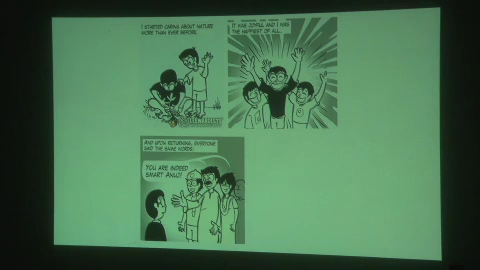 I STARTED CARING ABOUT NATURE
MORE THAN EVER BEFORE.
IT WAS JOYFUL AND I WAS
THE HAPPIEST OF ALL.
AND UPON RETURNING, EVERYONE
SAID THE SAME WORDS:
YOU ARE INDEED
SMART ANUJ!